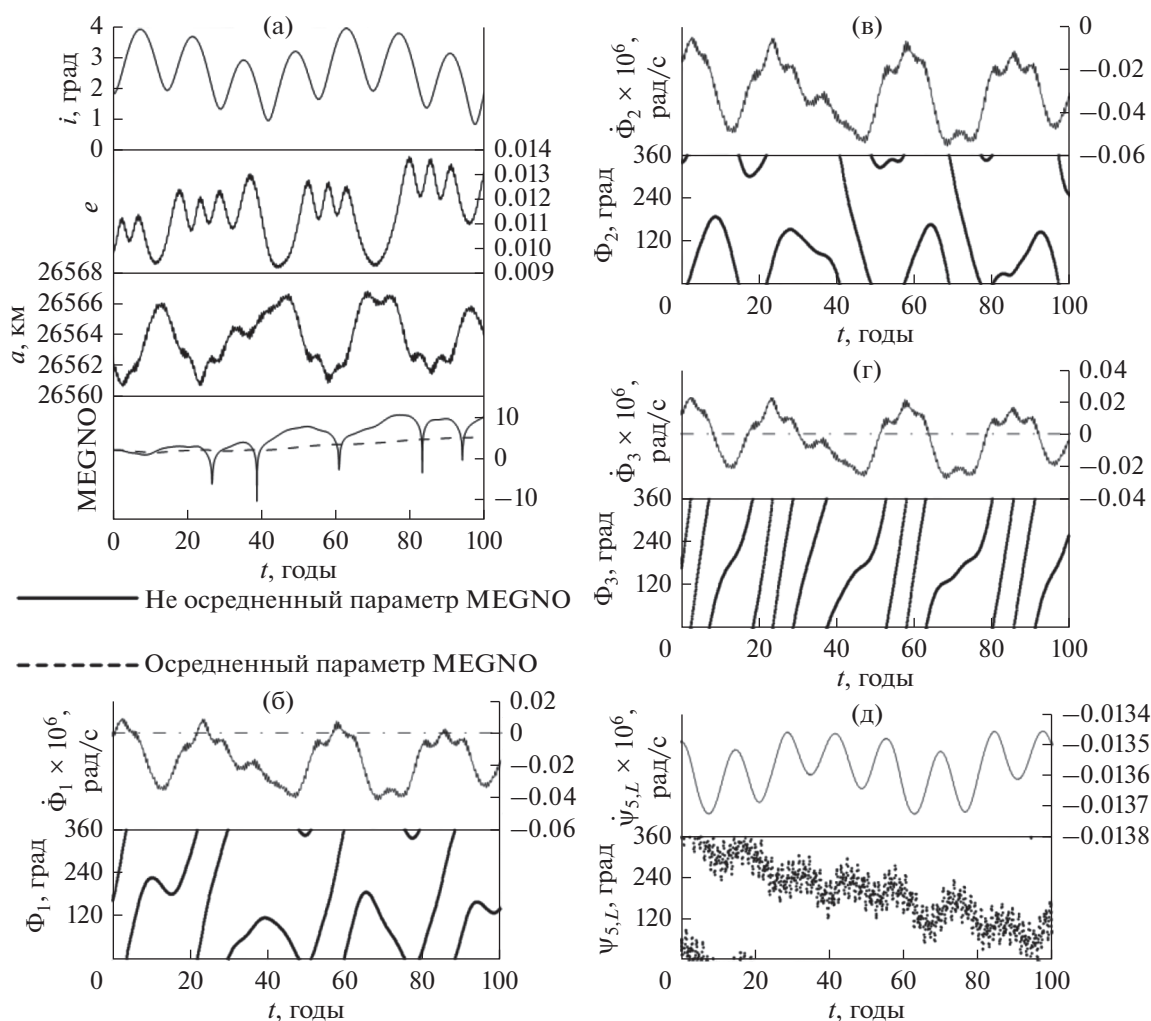 (а)
4
3
2
1
0
i, град
0.014
0.013
0.012
0.011
0.010
0.009
e
26568
26566
26564
26562
26560
a, км
10
0
−10
MEGNO
0 20 40 60 80 100
t, годы
Не осредненный параметр MEGNO
Осредненный параметр MEGNO
(б)
0.02
0
−0.02
−0.04
−0.06
Φ̇₁ × 10⁶,
рад/с
360
240
120
Φ₁, град
0 20 40 60 80 100
t, годы
(в)
0
−0.02
−0.04
−0.06
Φ̇₂ × 10⁶,
рад/с
360
240
120
Φ₂, град
0 20 40 60 80 100
t, годы
(г)
0.04
0.02
0
−0.02
−0.04
Φ̇₃ × 10⁶,
рад/с
360
240
120
Φ₃, град
0 20 40 60 80 100
t, годы
(д)
−0.0134
−0.0135
−0.0136
−0.0137
−0.0138
ψ̇₅,L × 10⁶,
рад/с
360
240
120
ψ₅,L, град
0 20 40 60 80 100
t, годы